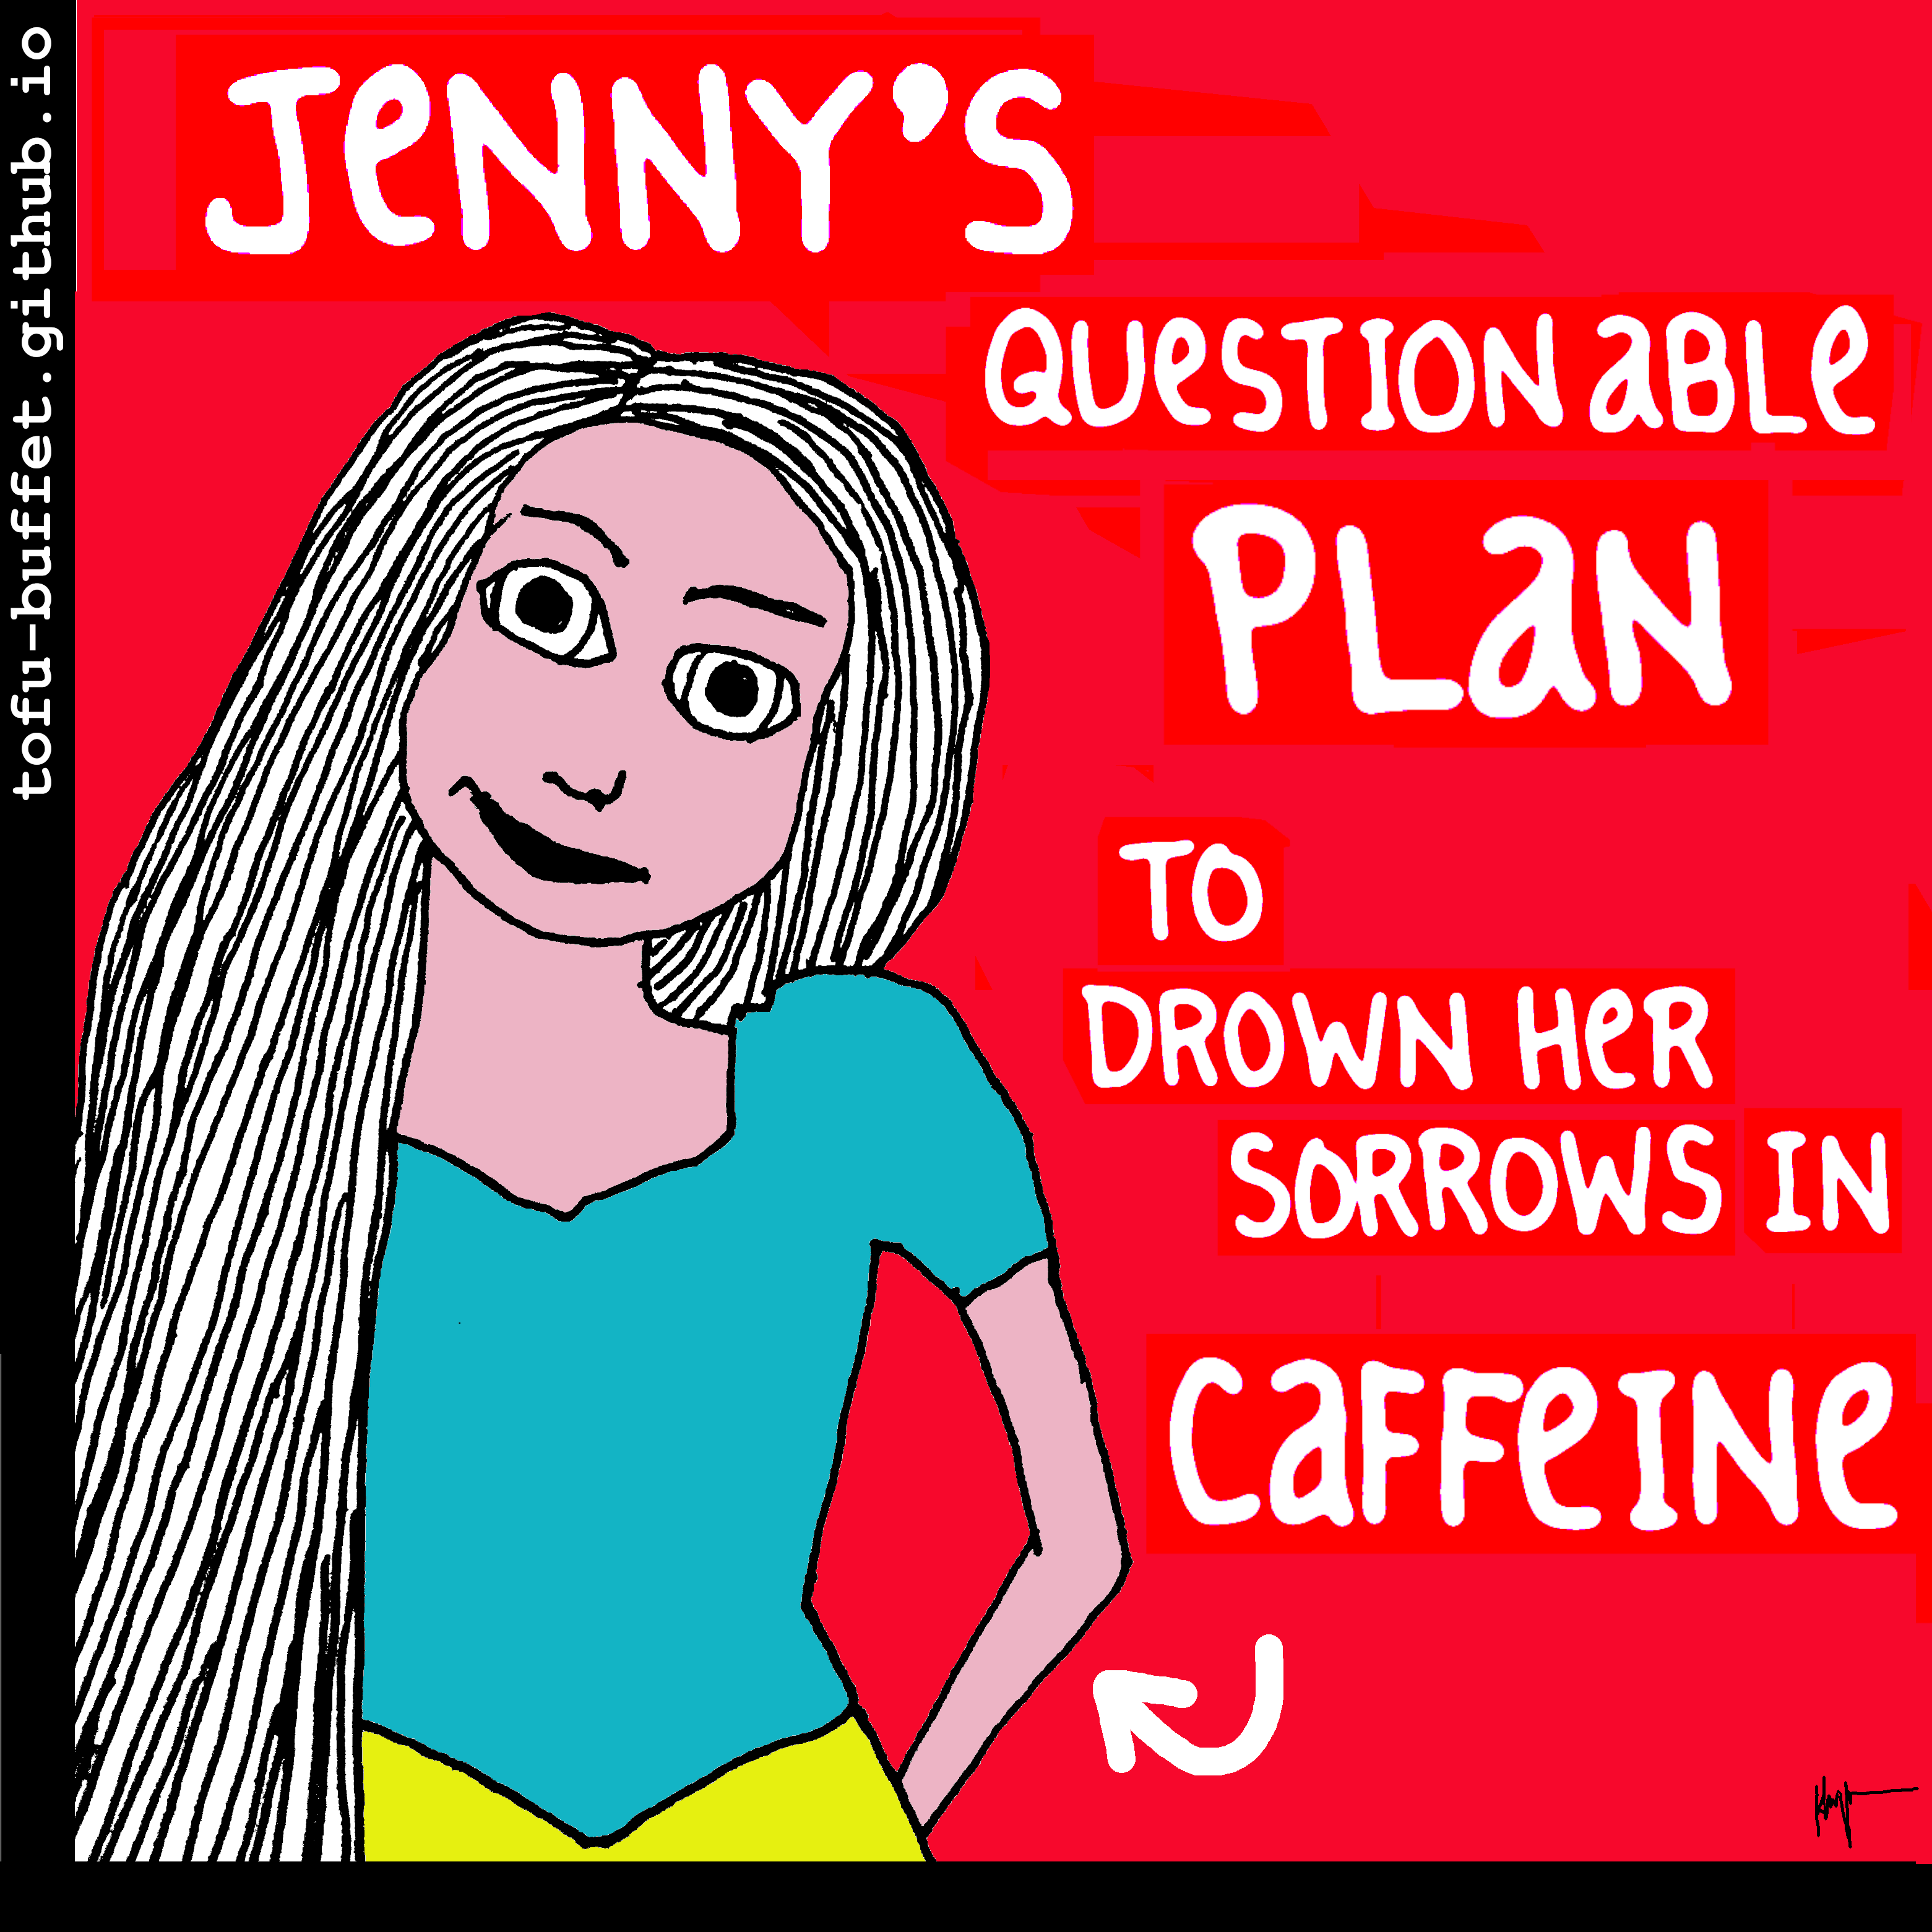 JeNNY'S
QUeSTIONaBLe
PLaN
TO
DROWN HeR
SORROWS IN
CaFFeINe
tofu-buffet.github.io